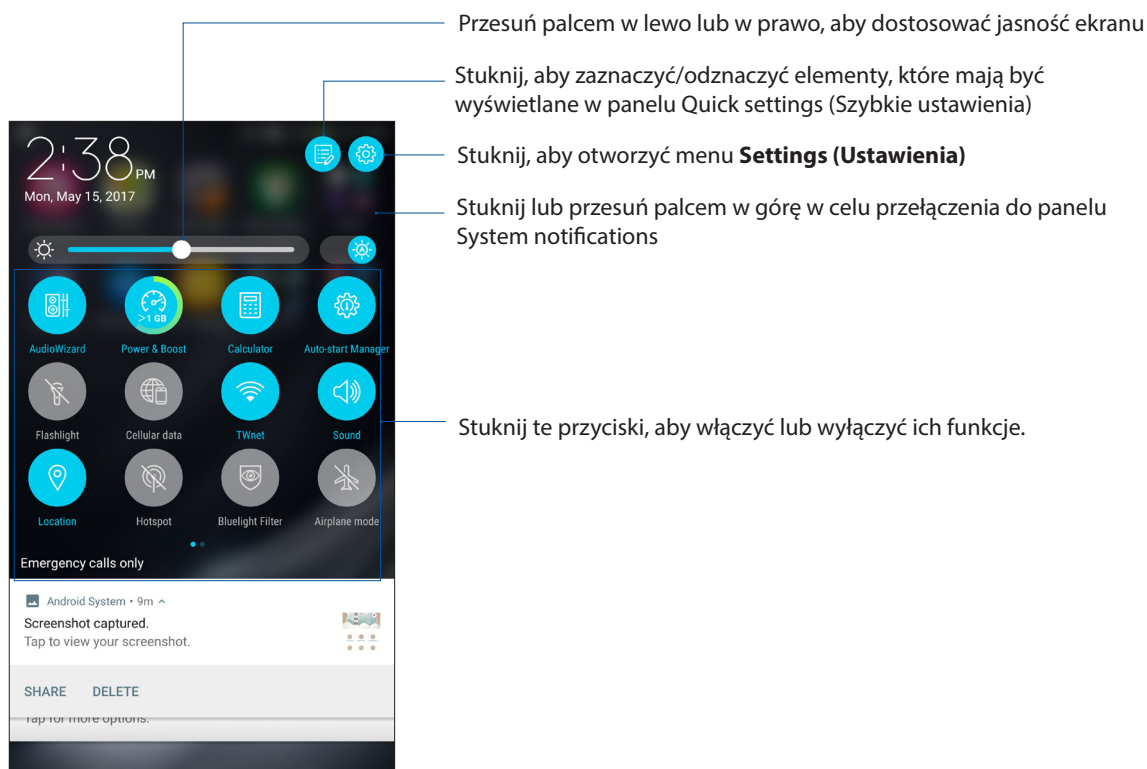 Przesuń palcem w lewo lub w prawo, aby dostosować jasność ekranu
Stuknij, aby zaznaczyć/odznaczyć elementy, które mają być
wyświetlane w panelu Quick settings (Szybkie ustawienia)
Stuknij, aby otworzyć menu Settings (Ustawienia)
Stuknij lub przesuń palcem w górę w celu przełączenia do panelu
System notifications
Stuknij te przyciski, aby włączyć lub wyłączyć ich funkcje.
2:38 PM
Mon, May 15, 2017
A
>1 GB
AudioWizard Power & Boost Calculator Auto-start Manager
Flashlight Cellular data TWnet Sound
Location Hotspot Bluelight Filter Airplane mode
Emergency calls only
Android System • 9m
Screenshot captured.
Tap to view your screenshot.
SHARE DELETE
Tap for more options.